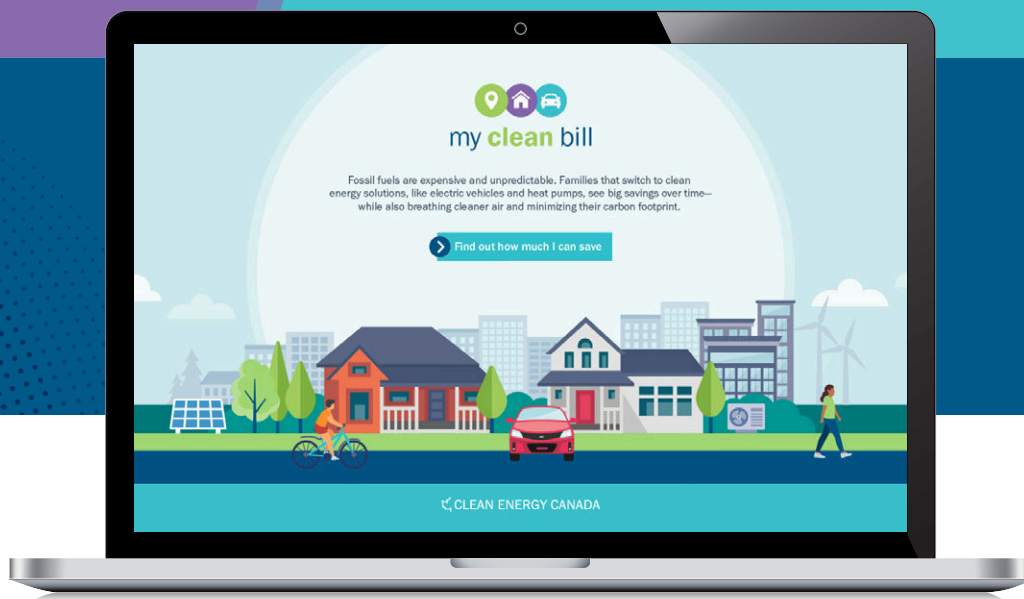 my clean bill
Fossil fuels are expensive and unpredictable. Families that switch to clean
energy solutions, like electric vehicles and heat pumps, see big savings over time—
while also breathing cleaner air and minimizing their carbon footprint.
Find out how much I can save
CLEAN ENERGY CANADA